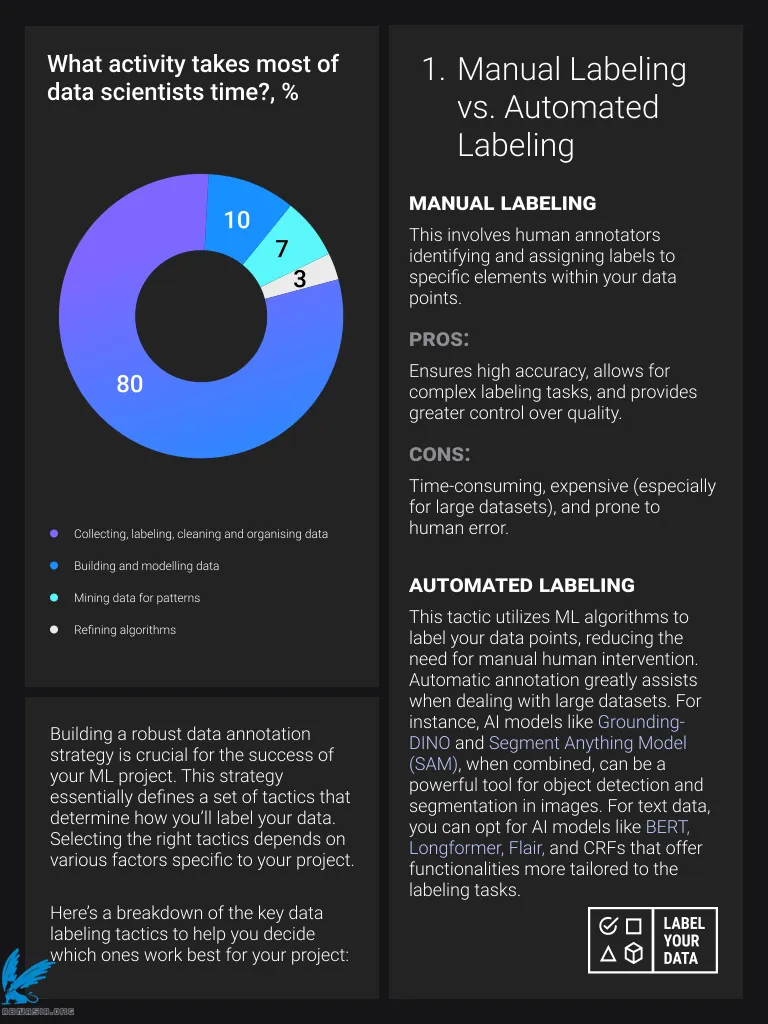 What activity takes most of
data scientists time?, %
10
7
3
80
Collecting, labeling, cleaning and organising data
Building and modelling data
Mining data for patterns
Refining algorithms
Building a robust data annotation
strategy is crucial for the success of
your ML project. This strategy
essentially defines a set of tactics that
determine how you’ll label your data.
Selecting the right tactics depends on
various factors specific to your project.
Here’s a breakdown of the key data
labeling tactics to help you decide
which ones work best for your project:
1. Manual Labeling
vs. Automated
Labeling
MANUAL LABELING
This involves human annotators
identifying and assigning labels to
specific elements within your data
points.
PROS:
Ensures high accuracy, allows for
complex labeling tasks, and provides
greater control over quality.
CONS:
Time-consuming, expensive (especially
for large datasets), and prone to
human error.
AUTOMATED LABELING
This tactic utilizes ML algorithms to
label your data points, reducing the
need for manual human intervention.
Automatic annotation greatly assists
when dealing with large datasets. For
instance, AI models like Grounding-
DINO and Segment Anything Model
(SAM), when combined, can be a
powerful tool for object detection and
segmentation in images. For text data,
you can opt for AI models like BERT,
Longformer, Flair, and CRFs that offer
functionalities more tailored to the
labeling tasks.
LABEL
YOUR
DATA
ABMASIA.ORG